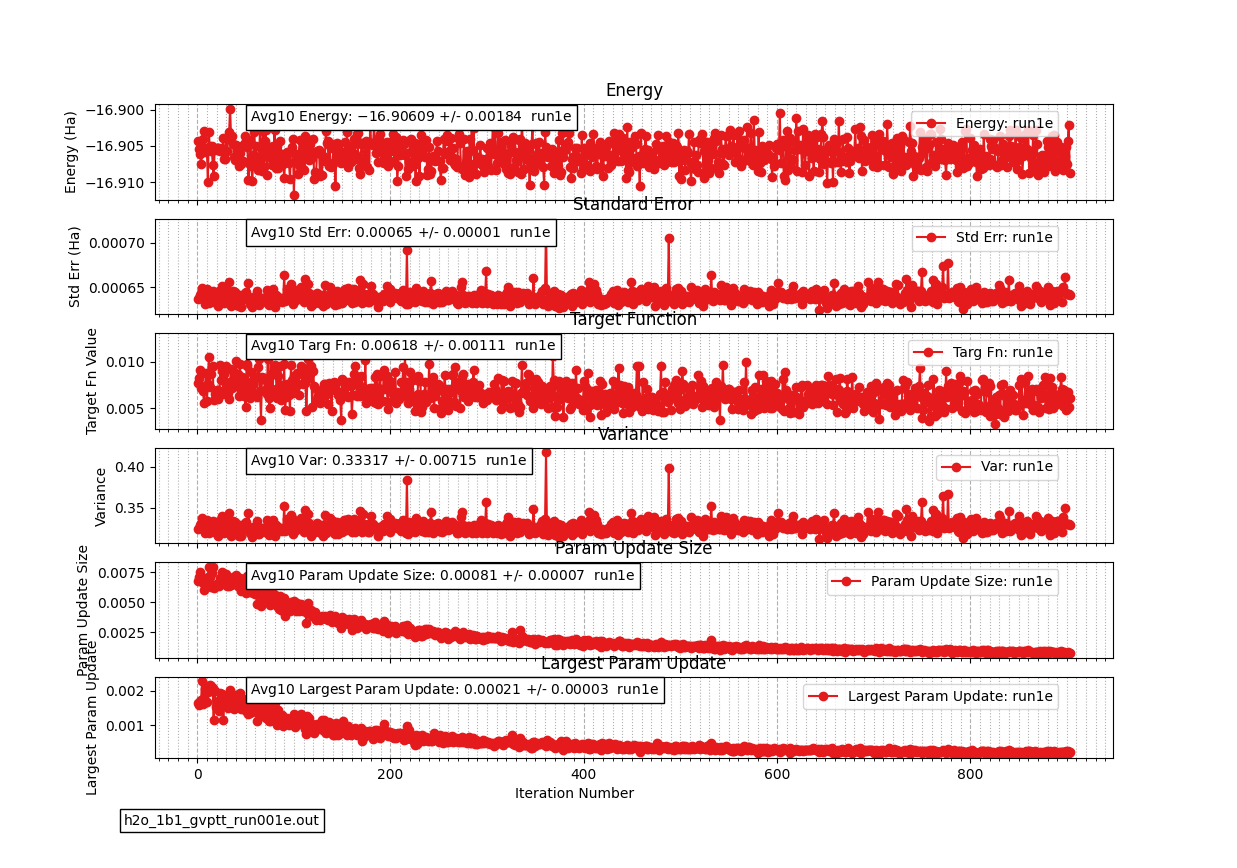 Energy
Energy (Ha)
−16.900
−16.905
−16.910
Avg10 Energy: −16.90609 +/- 0.00184  run1e
Energy: run1e
Standard Error
Std Err (Ha)
0.00070
0.00065
Avg10 Std Err: 0.00065 +/- 0.00001  run1e
Std Err: run1e
Target Function
Target Fn Value
0.010
0.005
Avg10 Targ Fn: 0.00618 +/- 0.00111  run1e
Targ Fn: run1e
Variance
Variance
0.40
0.35
Avg10 Var: 0.33317 +/- 0.00715  run1e
Var: run1e
Param Update Size
Param Update Size
0.0075
0.0050
0.0025
Avg10 Param Update Size: 0.00081 +/- 0.00007  run1e
Param Update Size: run1e
Largest Param Update
Largest Param Update
0.002
0.001
Avg10 Largest Param Update: 0.00021 +/- 0.00003  run1e
Largest Param Update: run1e
0 200 400 600 800
Iteration Number
h2o_1b1_gvptt_run001e.out